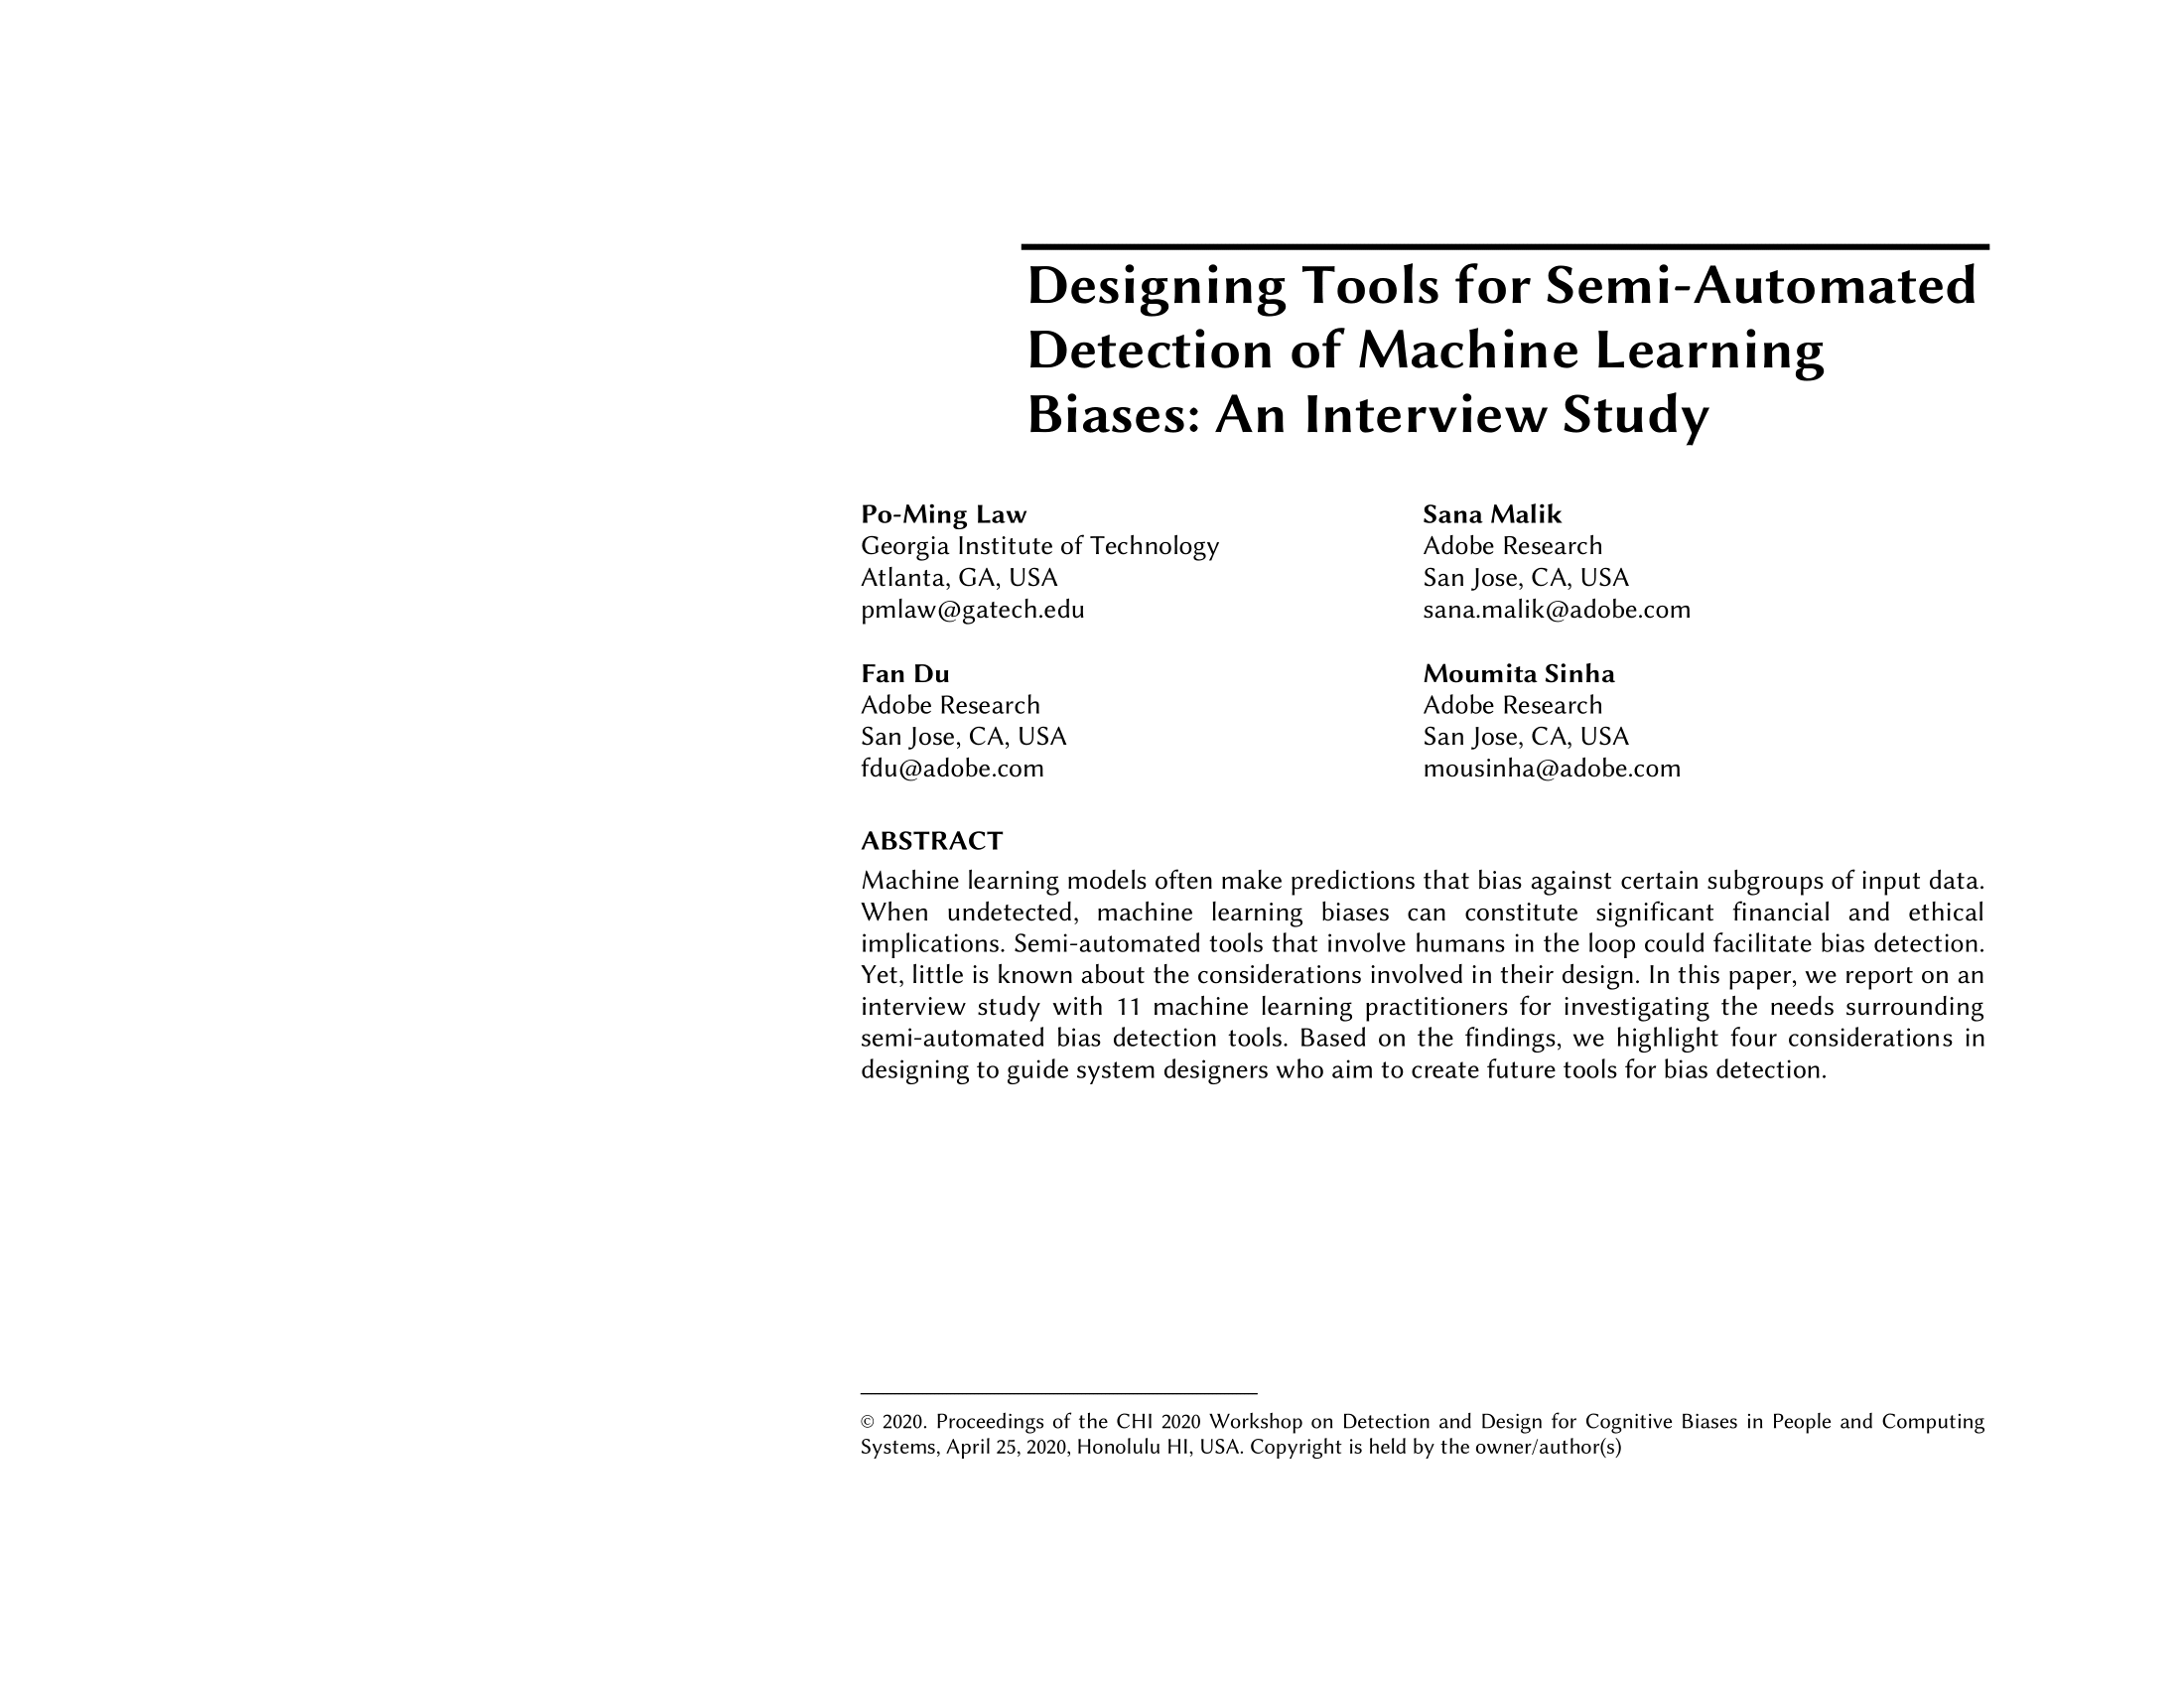 Designing Tools for Semi-Automated
Detection of Machine Learning
Biases: An Interview Study
Po-Ming Law
Georgia Institute of Technology
Atlanta, GA, USA
pmlaw@gatech.edu
Sana Malik
Adobe Research
San Jose, CA, USA
sana.malik@adobe.com
Fan Du
Adobe Research
San Jose, CA, USA
fdu@adobe.com
Moumita Sinha
Adobe Research
San Jose, CA, USA
mousinha@adobe.com
ABSTRACT
Machine learning models often make predictions that bias against certain subgroups of input data.
When undetected, machine learning biases can constitute significant financial and ethical
implications. Semi-automated tools that involve humans in the loop could facilitate bias detection.
Yet, little is known about the considerations involved in their design. In this paper, we report on an
interview study with 11 machine learning practitioners for investigating the needs surrounding
semi-automated bias detection tools. Based on the findings, we highlight four considerations in
designing to guide system designers who aim to create future tools for bias detection.
© 2020. Proceedings of the CHI 2020 Workshop on Detection and Design for Cognitive Biases in People and Computing
Systems, April 25, 2020, Honolulu HI, USA. Copyright is held by the owner/author(s)